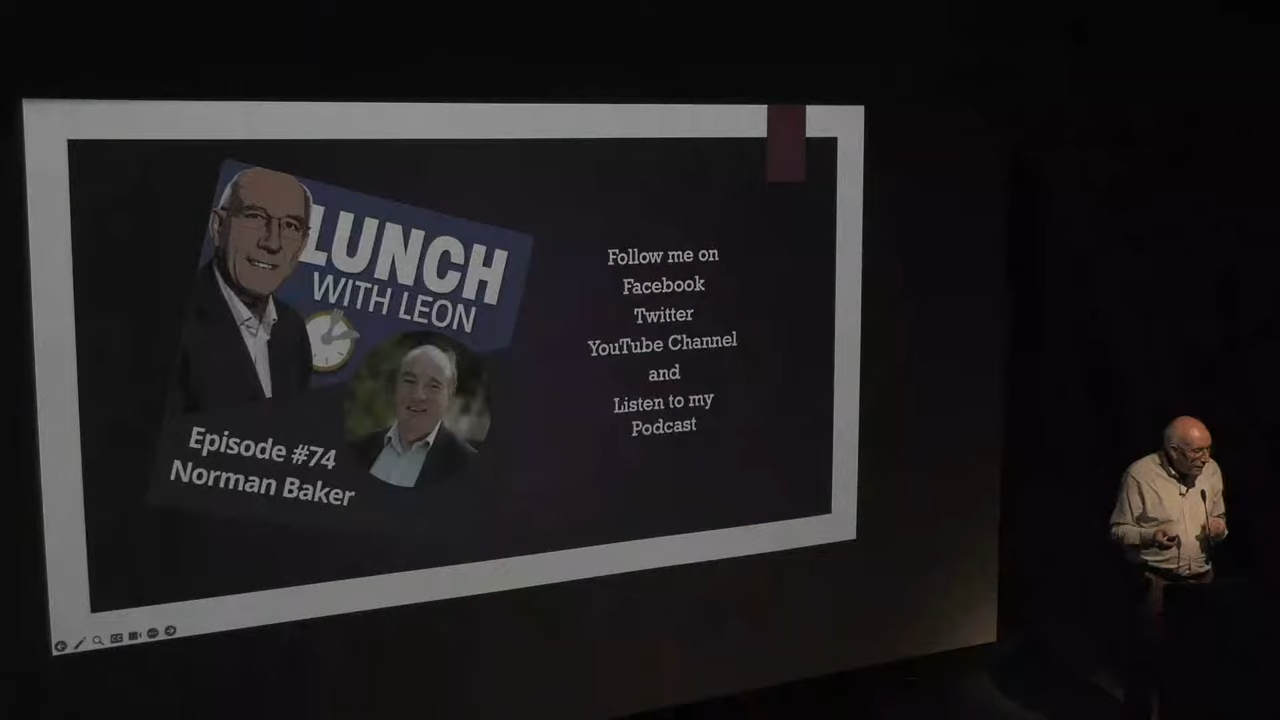 LUNCH
WITH LEON
Episode #74
Norman Baker
Follow me on
Facebook
Twitter
YouTube Channel
and
Listen to my
Podcast